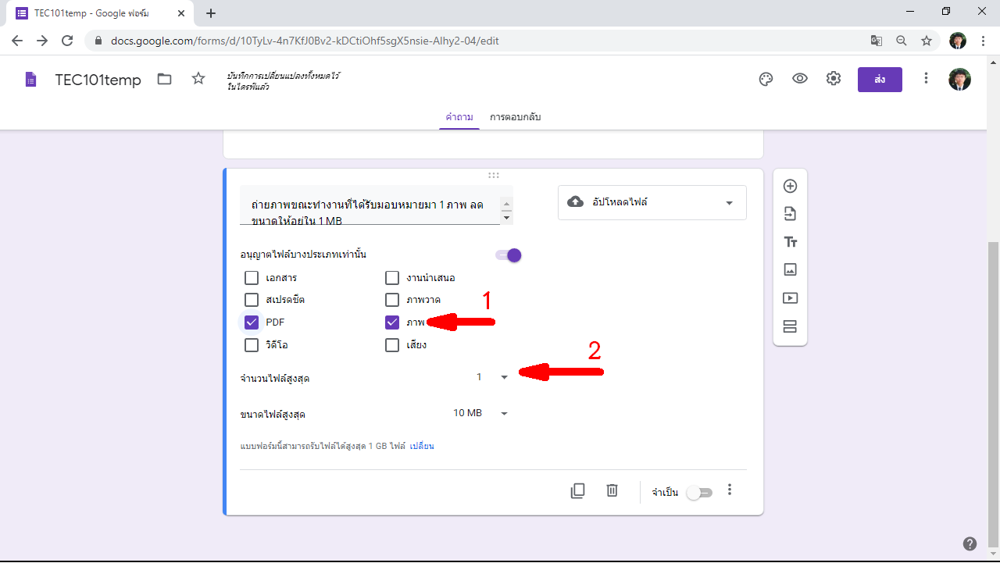 TEC101temp - Google ฟอร์ม
docs.google.com/forms/d/10TyLv-4n7KfJ0Bv2-kDCtiOhf5sgX5nsie-Alhy2-04/edit
TEC101temp
บันทึกการเปลี่ยนแปลงทั้งหมดไว้
ในไดรฟ์แล้ว
ส่ง
คำถาม
การตอบกลับ
ถ่ายภาพขณะทำงานที่ได้รับมอบหมายมา 1 ภาพ ลด
ขนาดให้อยู่ใน 1 MB
อัปโหลดไฟล์
อนุญาตไฟล์บางประเภทเท่านั้น
เอกสาร
งานนำเสนอ
สเปรดชีต
ภาพวาด
1
PDF
ภาพ
วิดีโอ
เสียง
2
จำนวนไฟล์สูงสุด
1
ขนาดไฟล์สูงสุด
10 MB
แบบฟอร์มนี้สามารถรับไฟล์ได้สูงสุด 1 GB ไฟล์ เปลี่ยน
จำเป็น